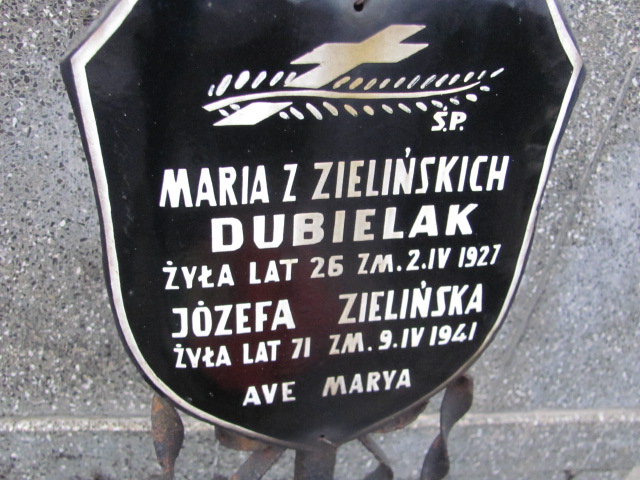 Ś.P.
MARIA Z ZIELIŃSKICH
DUBIELAK
ŻYŁA LAT 26 ZM. 2.IV 1927
JÓZEFA ZIELIŃSKA
ŻYŁA LAT 71 ZM. 9.IV 1941
AVE MARYA